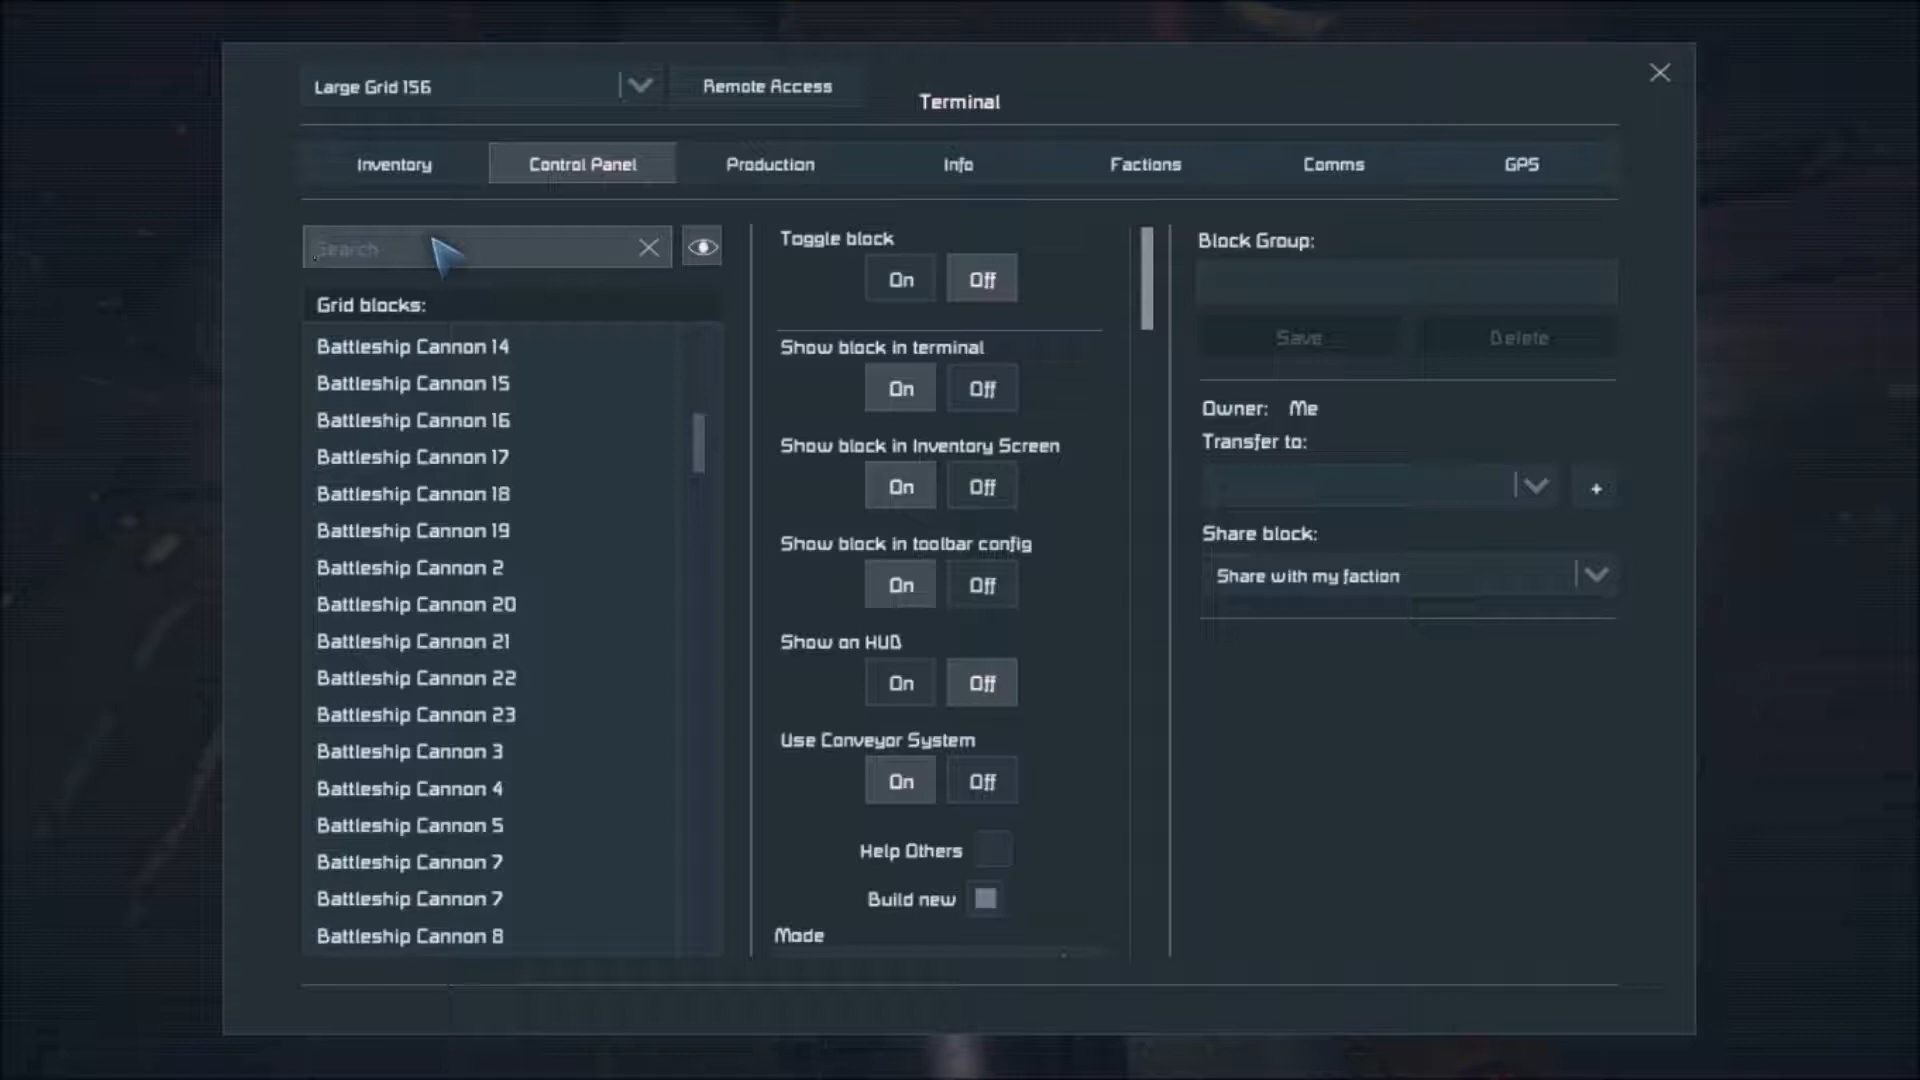 Large Grid 156
Remote Access
Terminal
Inventory
Control Panel
Production
Info
Factions
Comms
GPS
Search
Grid blocks:
Battleship Cannon 14
Battleship Cannon 15
Battleship Cannon 16
Battleship Cannon 17
Battleship Cannon 18
Battleship Cannon 19
Battleship Cannon 2
Battleship Cannon 20
Battleship Cannon 21
Battleship Cannon 22
Battleship Cannon 23
Battleship Cannon 3
Battleship Cannon 4
Battleship Cannon 5
Battleship Cannon 7
Battleship Cannon 7
Battleship Cannon 8
Toggle block
On Off
Show block in terminal
On Off
Show block in Inventory Screen
On Off
Show block in toolbar config
On Off
Show on HUD
On Off
Use Conveyor System
On Off
Help Others
Build new
Mode
Block Group:
Save Delete
Owner: Me
Transfer to:
+
Share block:
Share with my faction